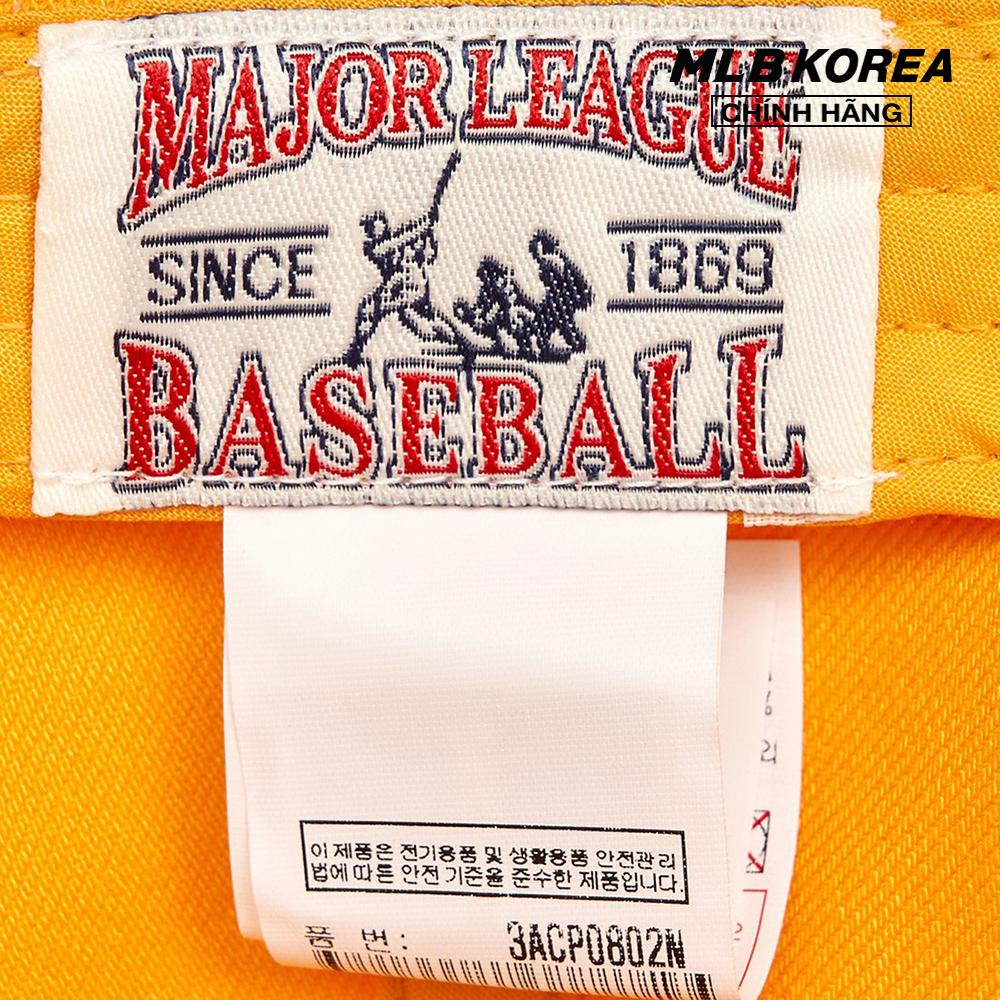 MLB KOREA
CHÍNH HÃNG
MAJOR LEAGUE
SINCE 1869
BASEBALL
이 제품은 전기용품 및 생활용품 안전관리
법에 따른 안전 기준을 준수한 제품입니다.
품 번 : 3ACP0802N